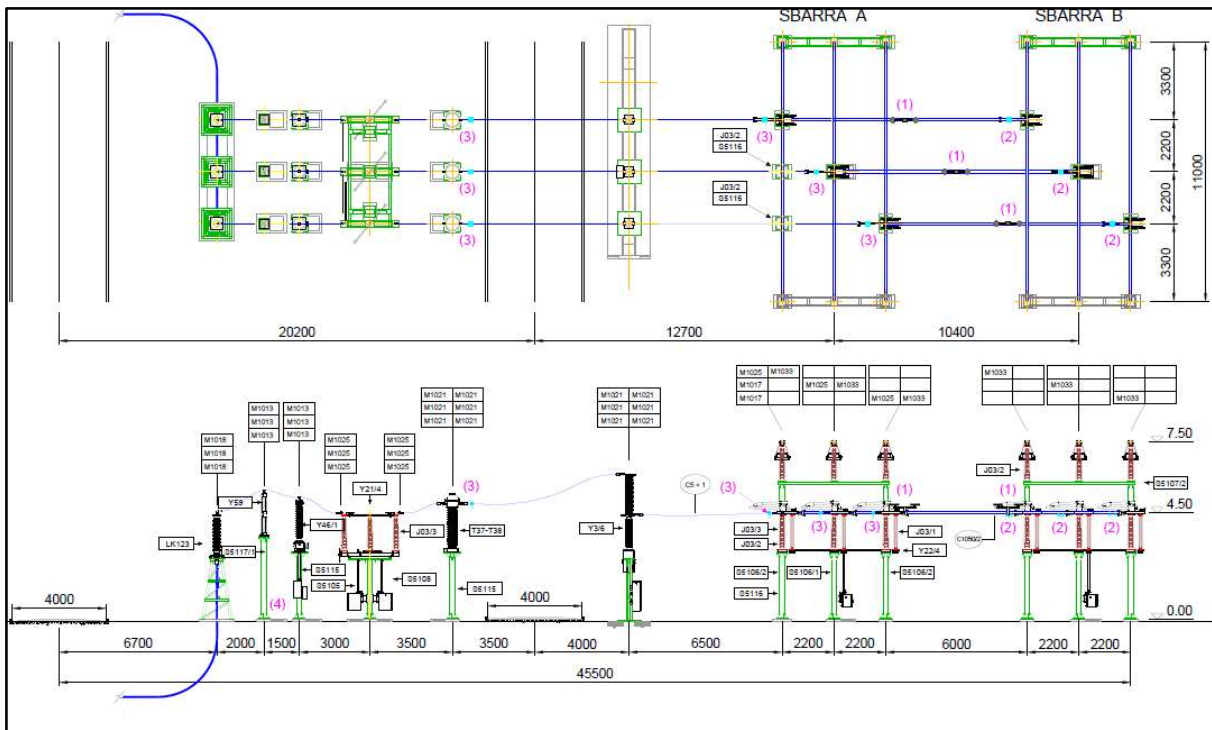 SBARRA A
SBARRA B
(1)
(3)
(3)
(2)
J03/2
S5116
(1)
(3)
(3)
(2)
J03/2
S5116
(1)
(3)
(3)
(2)
3300
2200
2200
3300
11000
20200
12700
10400
M1018
M1018
M1018
M1013
M1013
M1013
M1013
M1013
M1013
M1025
M1025
M1025
M1025
M1025
M1025
M1021 M1021
M1021 M1021
M1021 M1021
M1021 M1021
M1021 M1021
M1021 M1021
M1025 M1033
M1017
M1017
M1025 M1033
M1025 M1033
M1033
M1033
M1033
7.50
J03/2
S5107/2
Y21/4
(3)
Y59
C5 + 1
(3)
(1)
(1)
4.50
Y46/1
J03/3
T37-T38
Y3/6
J03/3
(3)
(3)
J03/1
C1050/2
(2)
(2)
LK123
S5117/1
J03/2
Y22/4
S5115
S5105
S5108
S5115
S5106/2
S5106/1
S5106/2
S5116
(4)
4000
4000
0.00
6700
2000
1500
3000
3500
3500
4000
6500
2200
2200
6000
2200
2200
45500